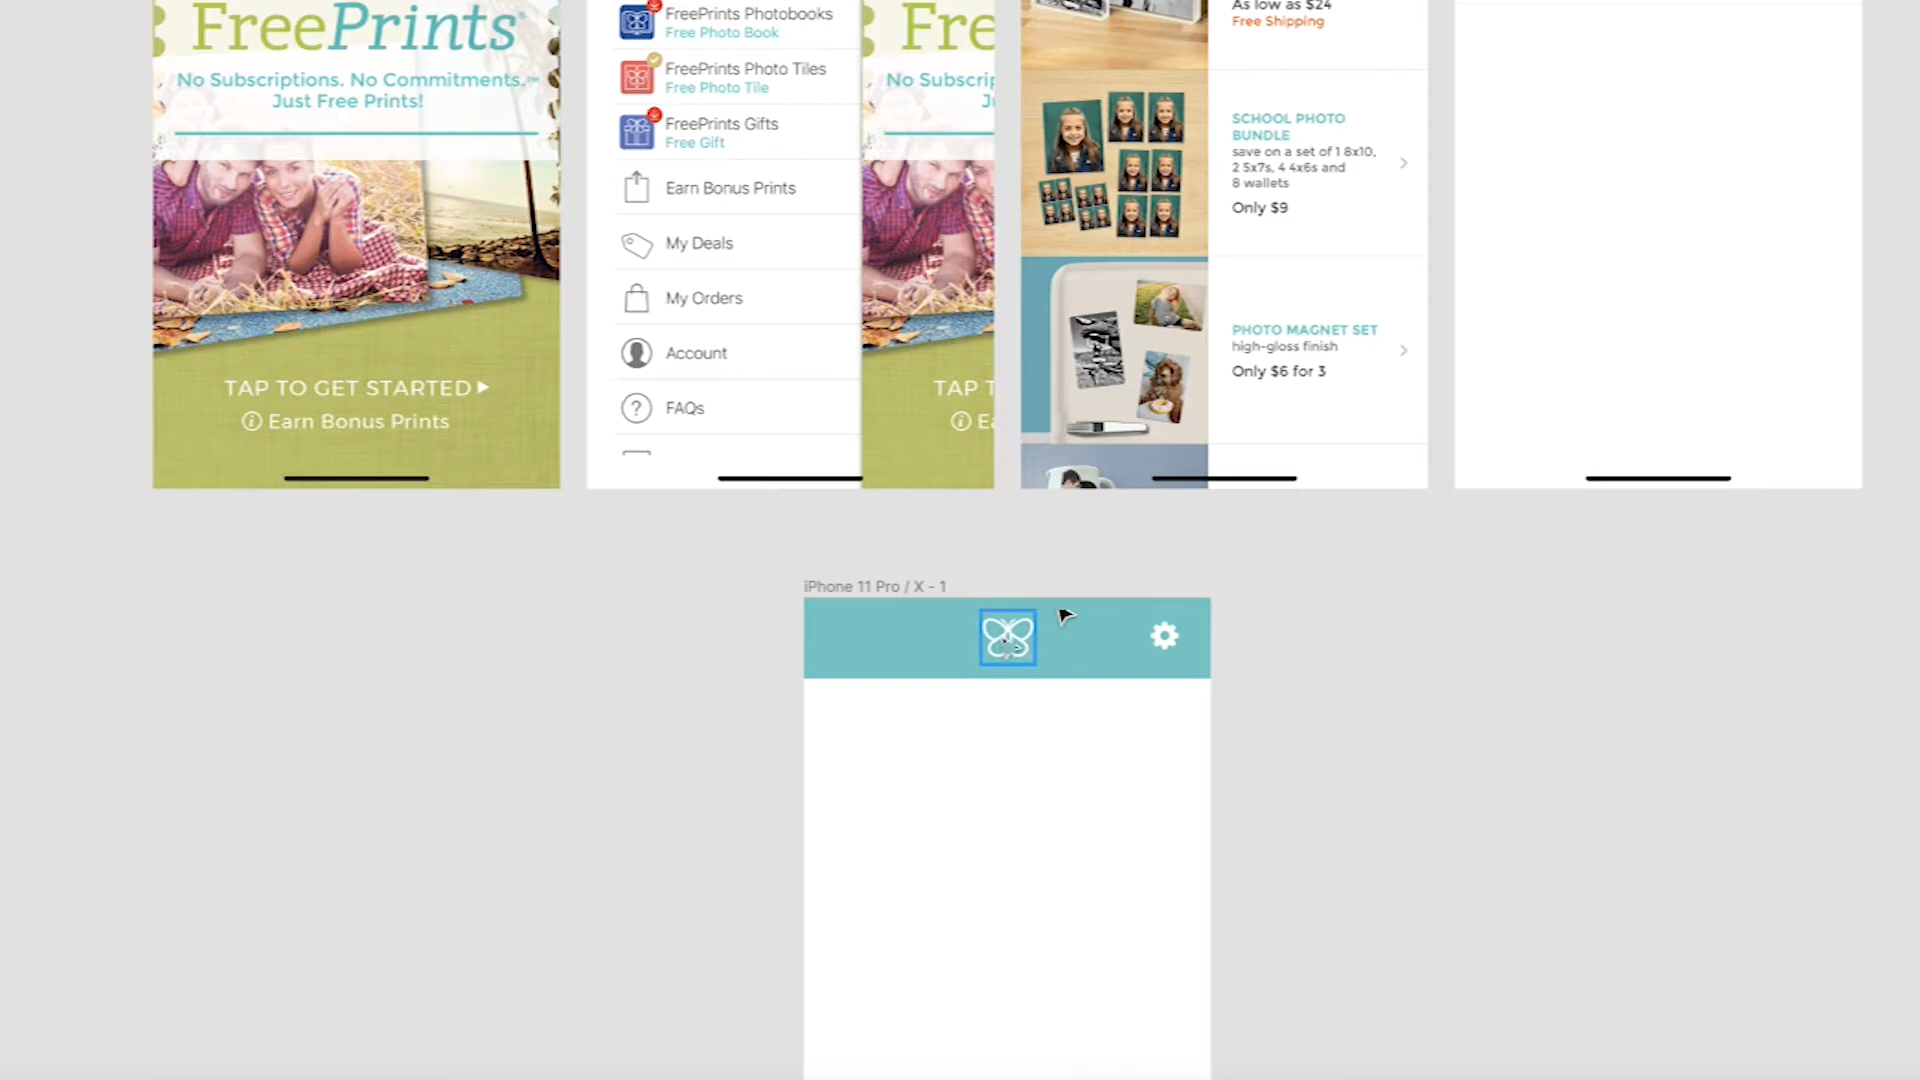 FreePrints®
No Subscriptions. No Commitments.™
Just Free Prints!
TAP TO GET STARTED
Earn Bonus Prints
FreePrints Photobooks
Free Photo Book
FreePrints Photo Tiles
Free Photo Tile
FreePrints Gifts
Free Gift
Earn Bonus Prints
My Deals
My Orders
Account
? FAQs
Fre
No Subscrip
Ju
TAP T
Ea
As low as $24
Free Shipping
SCHOOL PHOTO
BUNDLE
save on a set of 1 8x10,
2 5x7s, 4 4x6s and
8 wallets
Only $9
PHOTO MAGNET SET
high-gloss finish
Only $6 for 3
iPhone 11 Pro / X - 1